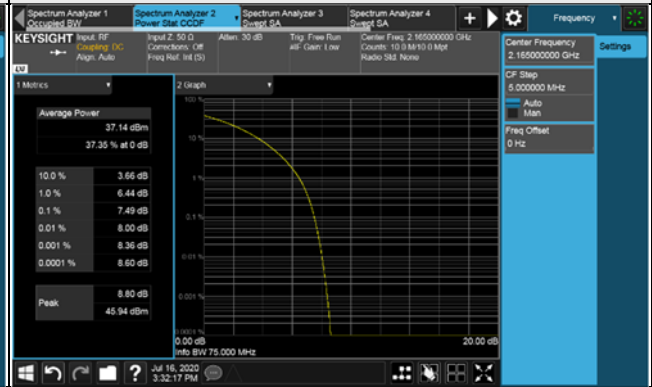 Spectrum Analyzer 1
Occupied BW
Spectrum Analyzer 2
Power Stat CCDF
Spectrum Analyzer 3
Swept SA
Spectrum Analyzer 4
Swept SA
Frequency
KEYSIGHT
Input: RF
Coupling: DC
Align: Auto
Input Z: 50 Ω
Corrections: Off
Freq Ref: Int (S)
Atten: 30 dB
Trig: Free Run
#IF Gain: Low
Center Freq: 2.165000000 GHz
Counts: 10.0 M/10.0 Mpt
Radio Std: None
Center Frequency
2.165000000 GHz
Settings
CF Step
5.000000 MHz
Auto
Man
Freq Offset
0 Hz
1 Metrics
2 Graph
Average Power
37.14 dBm
37.35 % at 0 dB
10.0 % 3.66 dB
1.0 % 6.44 dB
0.1 % 7.49 dB
0.01 % 8.00 dB
0.001 % 8.36 dB
0.0001 % 8.60 dB
Peak
8.80 dB
45.94 dBm
100 %
10 %
1 %
0.1 %
0.01 %
0.001 %
0.0001 %
0.00 dB
20.00 dB
Info BW 75.000 MHz
Jul 16, 2020
3:32:17 PM